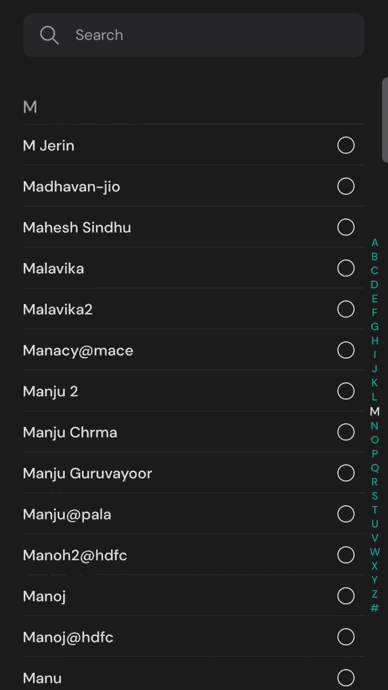 Search
M
M Jerin
Madhavan-jio
Mahesh Sindhu
Malavika
Malavika2
Manacy@mace
Manju 2
Manju Chrma
Manju Guruvayoor
Manju@pala
Manoh2@hdfc
Manoj
Manoj@hdfc
Manu
A
B
C
D
E
F
G
H
I
J
K
L
M
N
O
P
Q
R
S
T
U
V
W
X
Y
Z
#